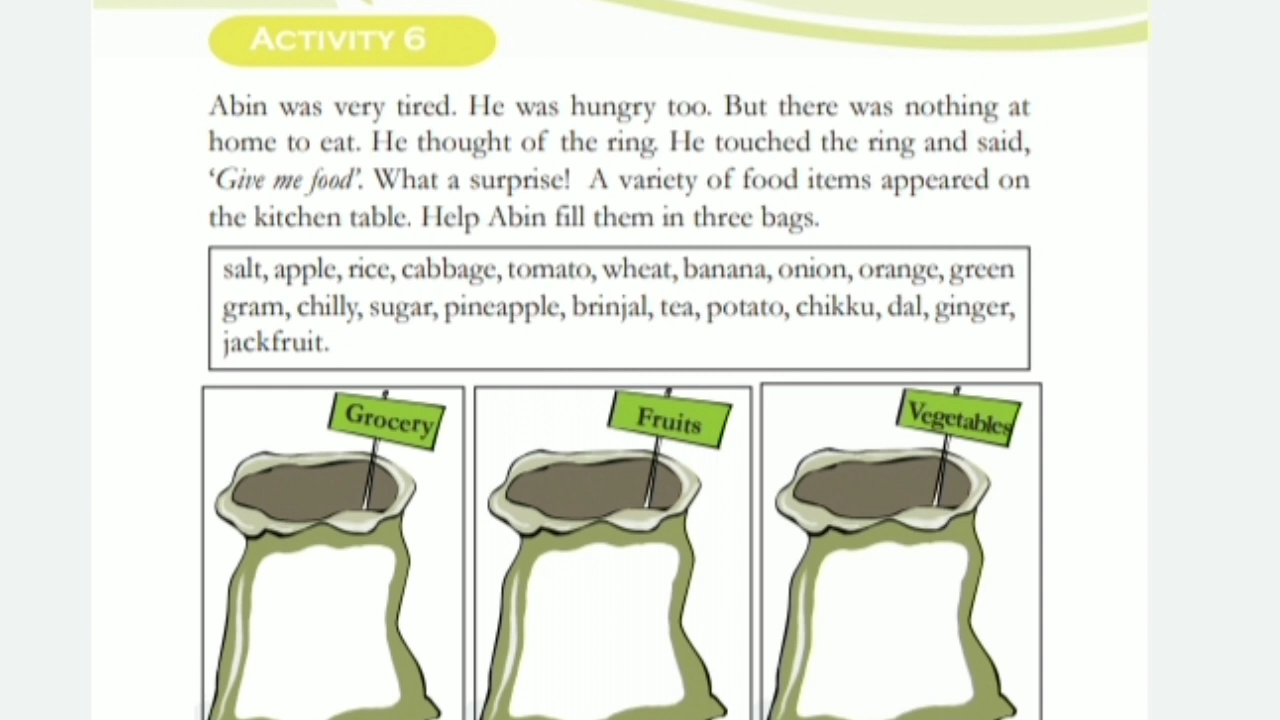 ACTIVITY 6
Abin was very tired. He was hungry too. But there was nothing at
home to eat. He thought of the ring. He touched the ring and said,
‘Give me food’. What a surprise! A variety of food items appeared on
the kitchen table. Help Abin fill them in three bags.
salt, apple, rice, cabbage, tomato, wheat, banana, onion, orange, green
gram, chilly, sugar, pineapple, brinjal, tea, potato, chikku, dal, ginger,
jackfruit.
Grocery
Fruits
Vegetables